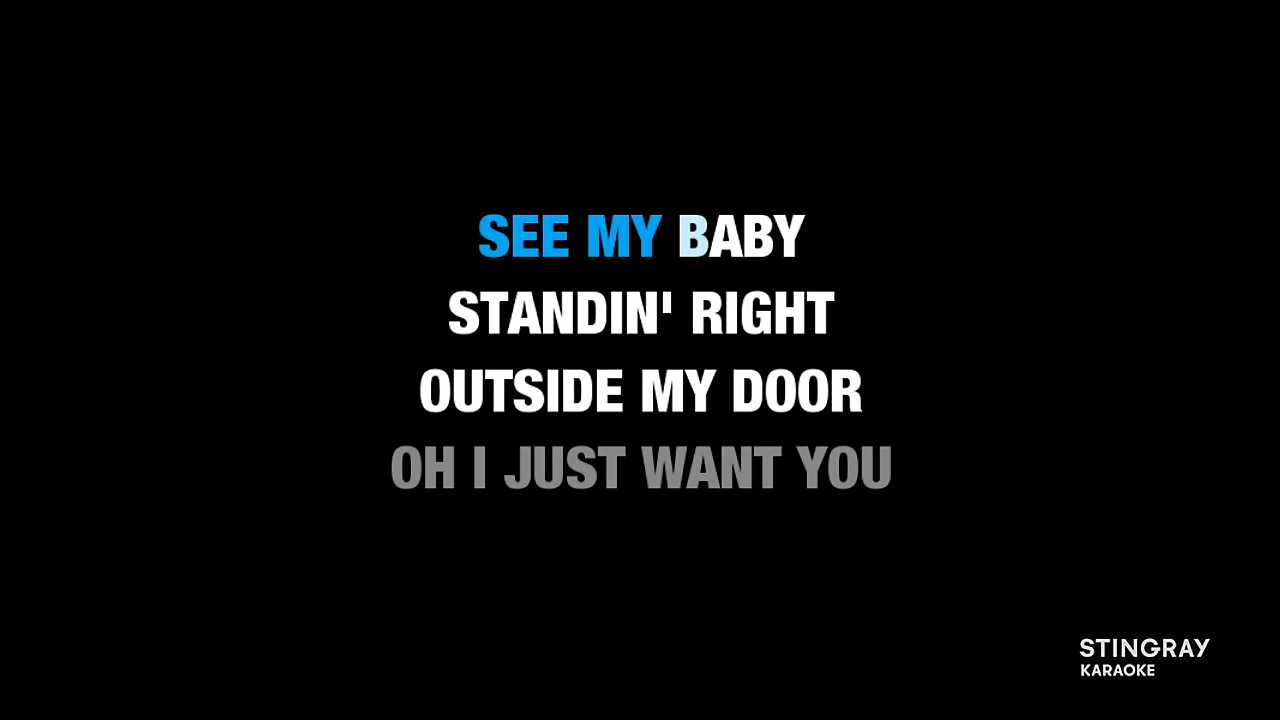 SEE MY BABY
STANDIN' RIGHT
OUTSIDE MY DOOR
OH I JUST WANT YOU
STINGRAY
KARAOKE